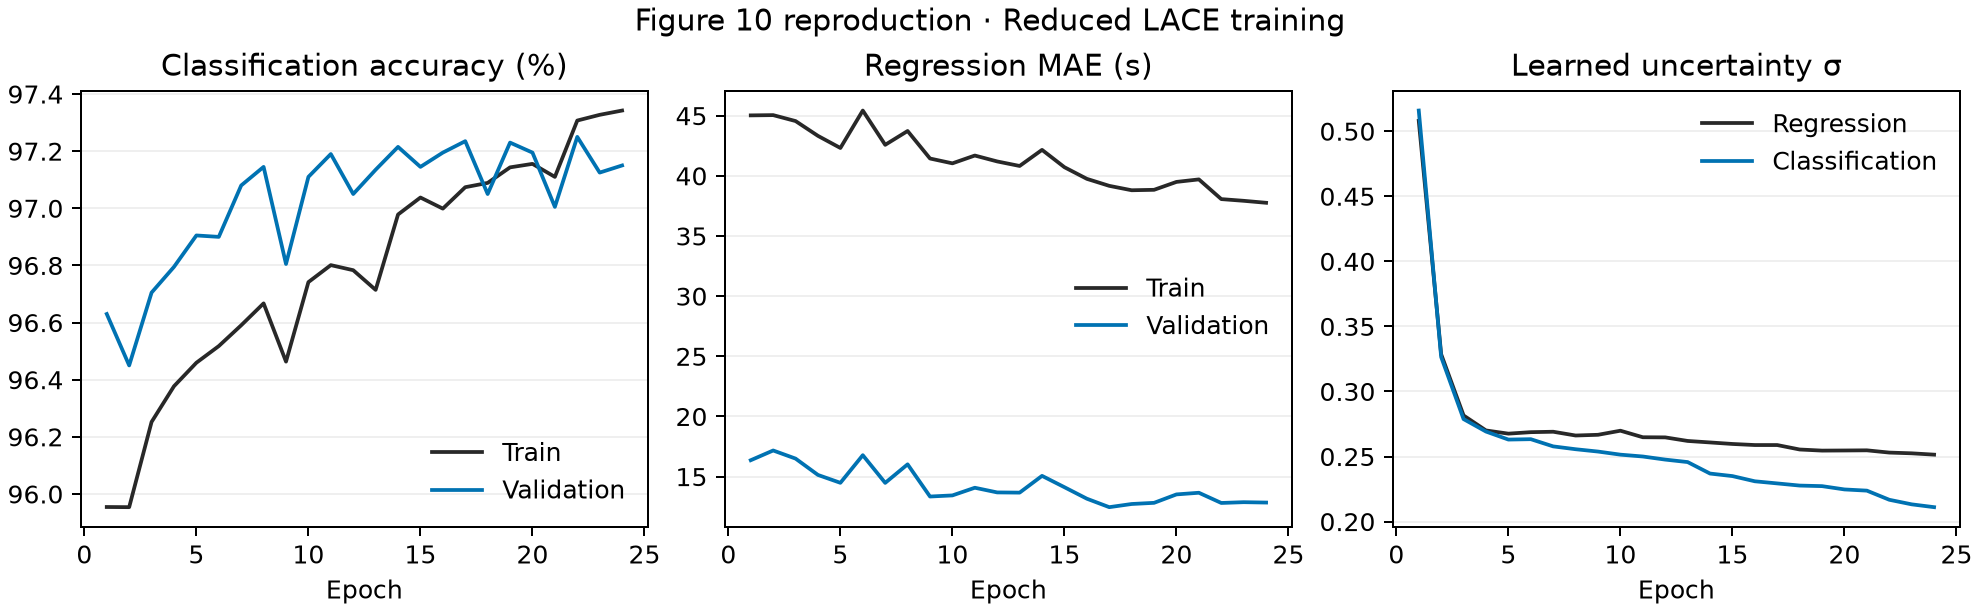 Figure 10 reproduction · Reduced LACE training
Classification accuracy (%)
97.4
97.2
97.0
96.8
96.6
96.4
96.2
96.0
Train
Validation
0 5 10 15 20 25
Epoch
Regression MAE (s)
45
40
35
30
25
20
15
Train
Validation
0 5 10 15 20 25
Epoch
Learned uncertainty σ
0.50
0.45
0.40
0.35
0.30
0.25
0.20
Regression
Classification
0 5 10 15 20 25
Epoch